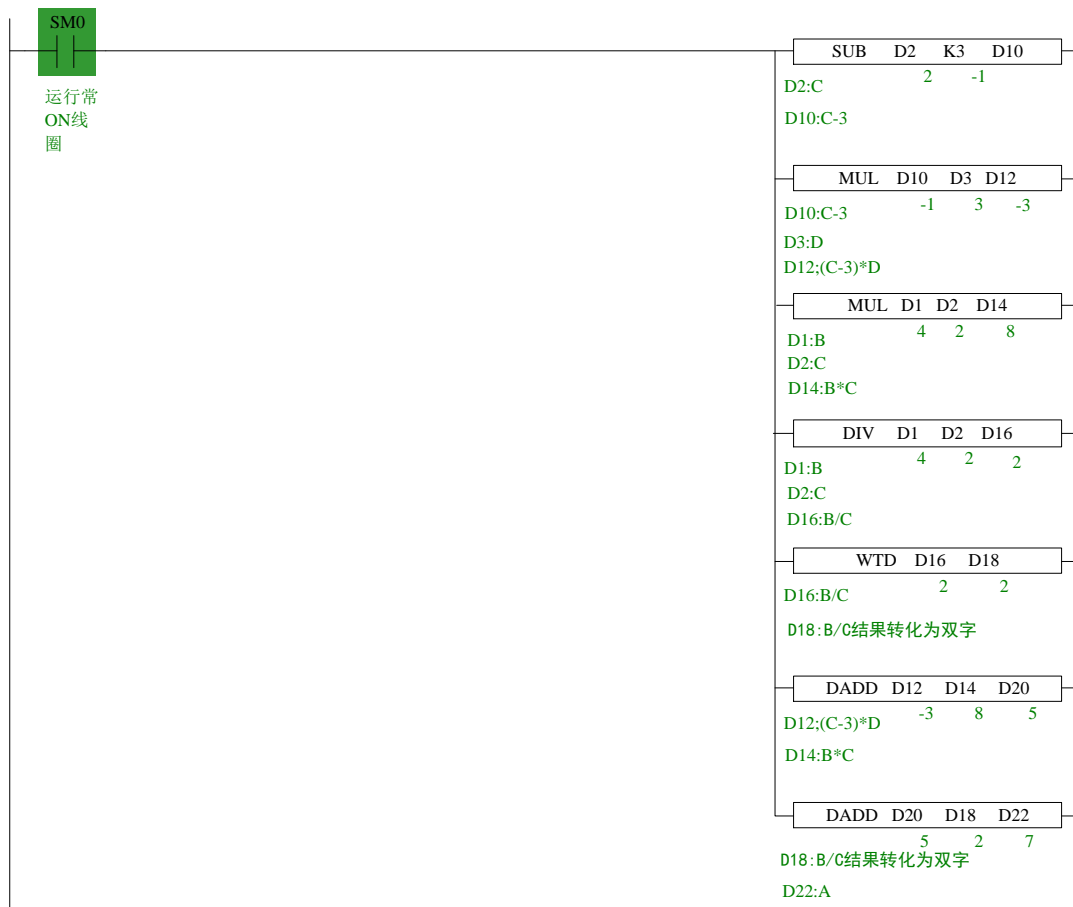 SM0
运行常
ON线
圈
SUB D2 K3 D10
2 -1
D2:C
D10:C-3
MUL D10 D3 D12
-1 3 -3
D10:C-3
D3:D
D12;(C-3)*D
MUL D1 D2 D14
4 2 8
D1:B
D2:C
D14:B*C
DIV D1 D2 D16
4 2 2
D1:B
D2:C
D16:B/C
WTD D16 D18
2 2
D16:B/C
D18:B/C结果转化为双字
DADD D12 D14 D20
-3 8 5
D12;(C-3)*D
D14:B*C
DADD D20 D18 D22
5 2 7
D18:B/C结果转化为双字
D22:A